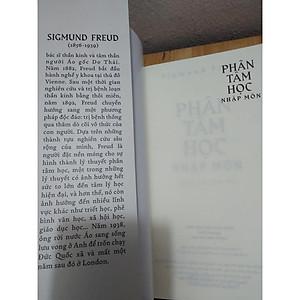 SIGMUND FREUD
(1856-1939)
bác sĩ thần kinh và tâm thần
người Áo gốc Do Thái.
Năm 1882, Freud bắt đầu
hành nghề y khoa tại thủ đô
Vienne. Sau một thời gian
nghiên cứu và trị bệnh loạn
thần kinh bằng thôi miên,
năm 1892, Freud chuyển
hướng sang một phương
pháp độc đáo: trị bệnh thông
qua thăm dò cõi vô thức của
con người. Dựa trên những
thành tựu nghiên cứu sâu
rộng của mình, Freud là
người đặt nền móng cho sự
hình thành lý thuyết phân
tâm học, một trong những
lý thuyết có ảnh hưởng hết
sức to lớn đến tâm lý học
hiện đại, và hơn thế, nó còn
ảnh hưởng đến nhiều lĩnh
vực khác như triết học, phê
bình văn học, xã hội học,
giáo dục học... Năm 1938,
ông rời nước Áo sang sống
lưu vong ở Anh để trốn chạy
Đức Quốc xã và mất một
năm sau đó ở London.
PHÂN
TÂM
HỌC
NHẬP MÔN